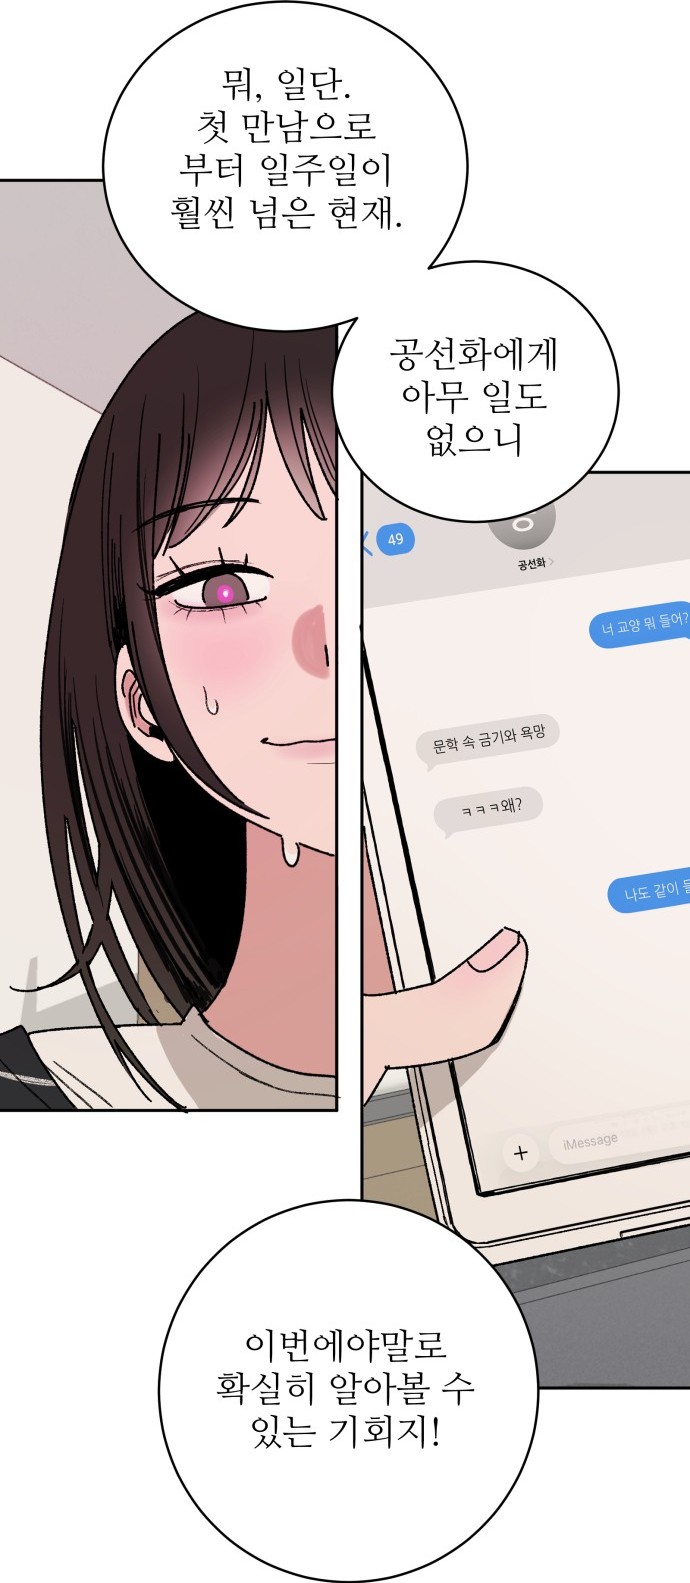 뭐, 일단.
첫 만남으로
부터 일주일이
훨씬 넘은 현재.
공선화에게
아무 일도
없으니
49
공선화
너 교양 뭐 들어?
문학 속 금기와 욕망
ㅋㅋㅋ왜?
나도 같이
iMessage
이번에야말로
확실히 알아볼 수
있는 기회지!